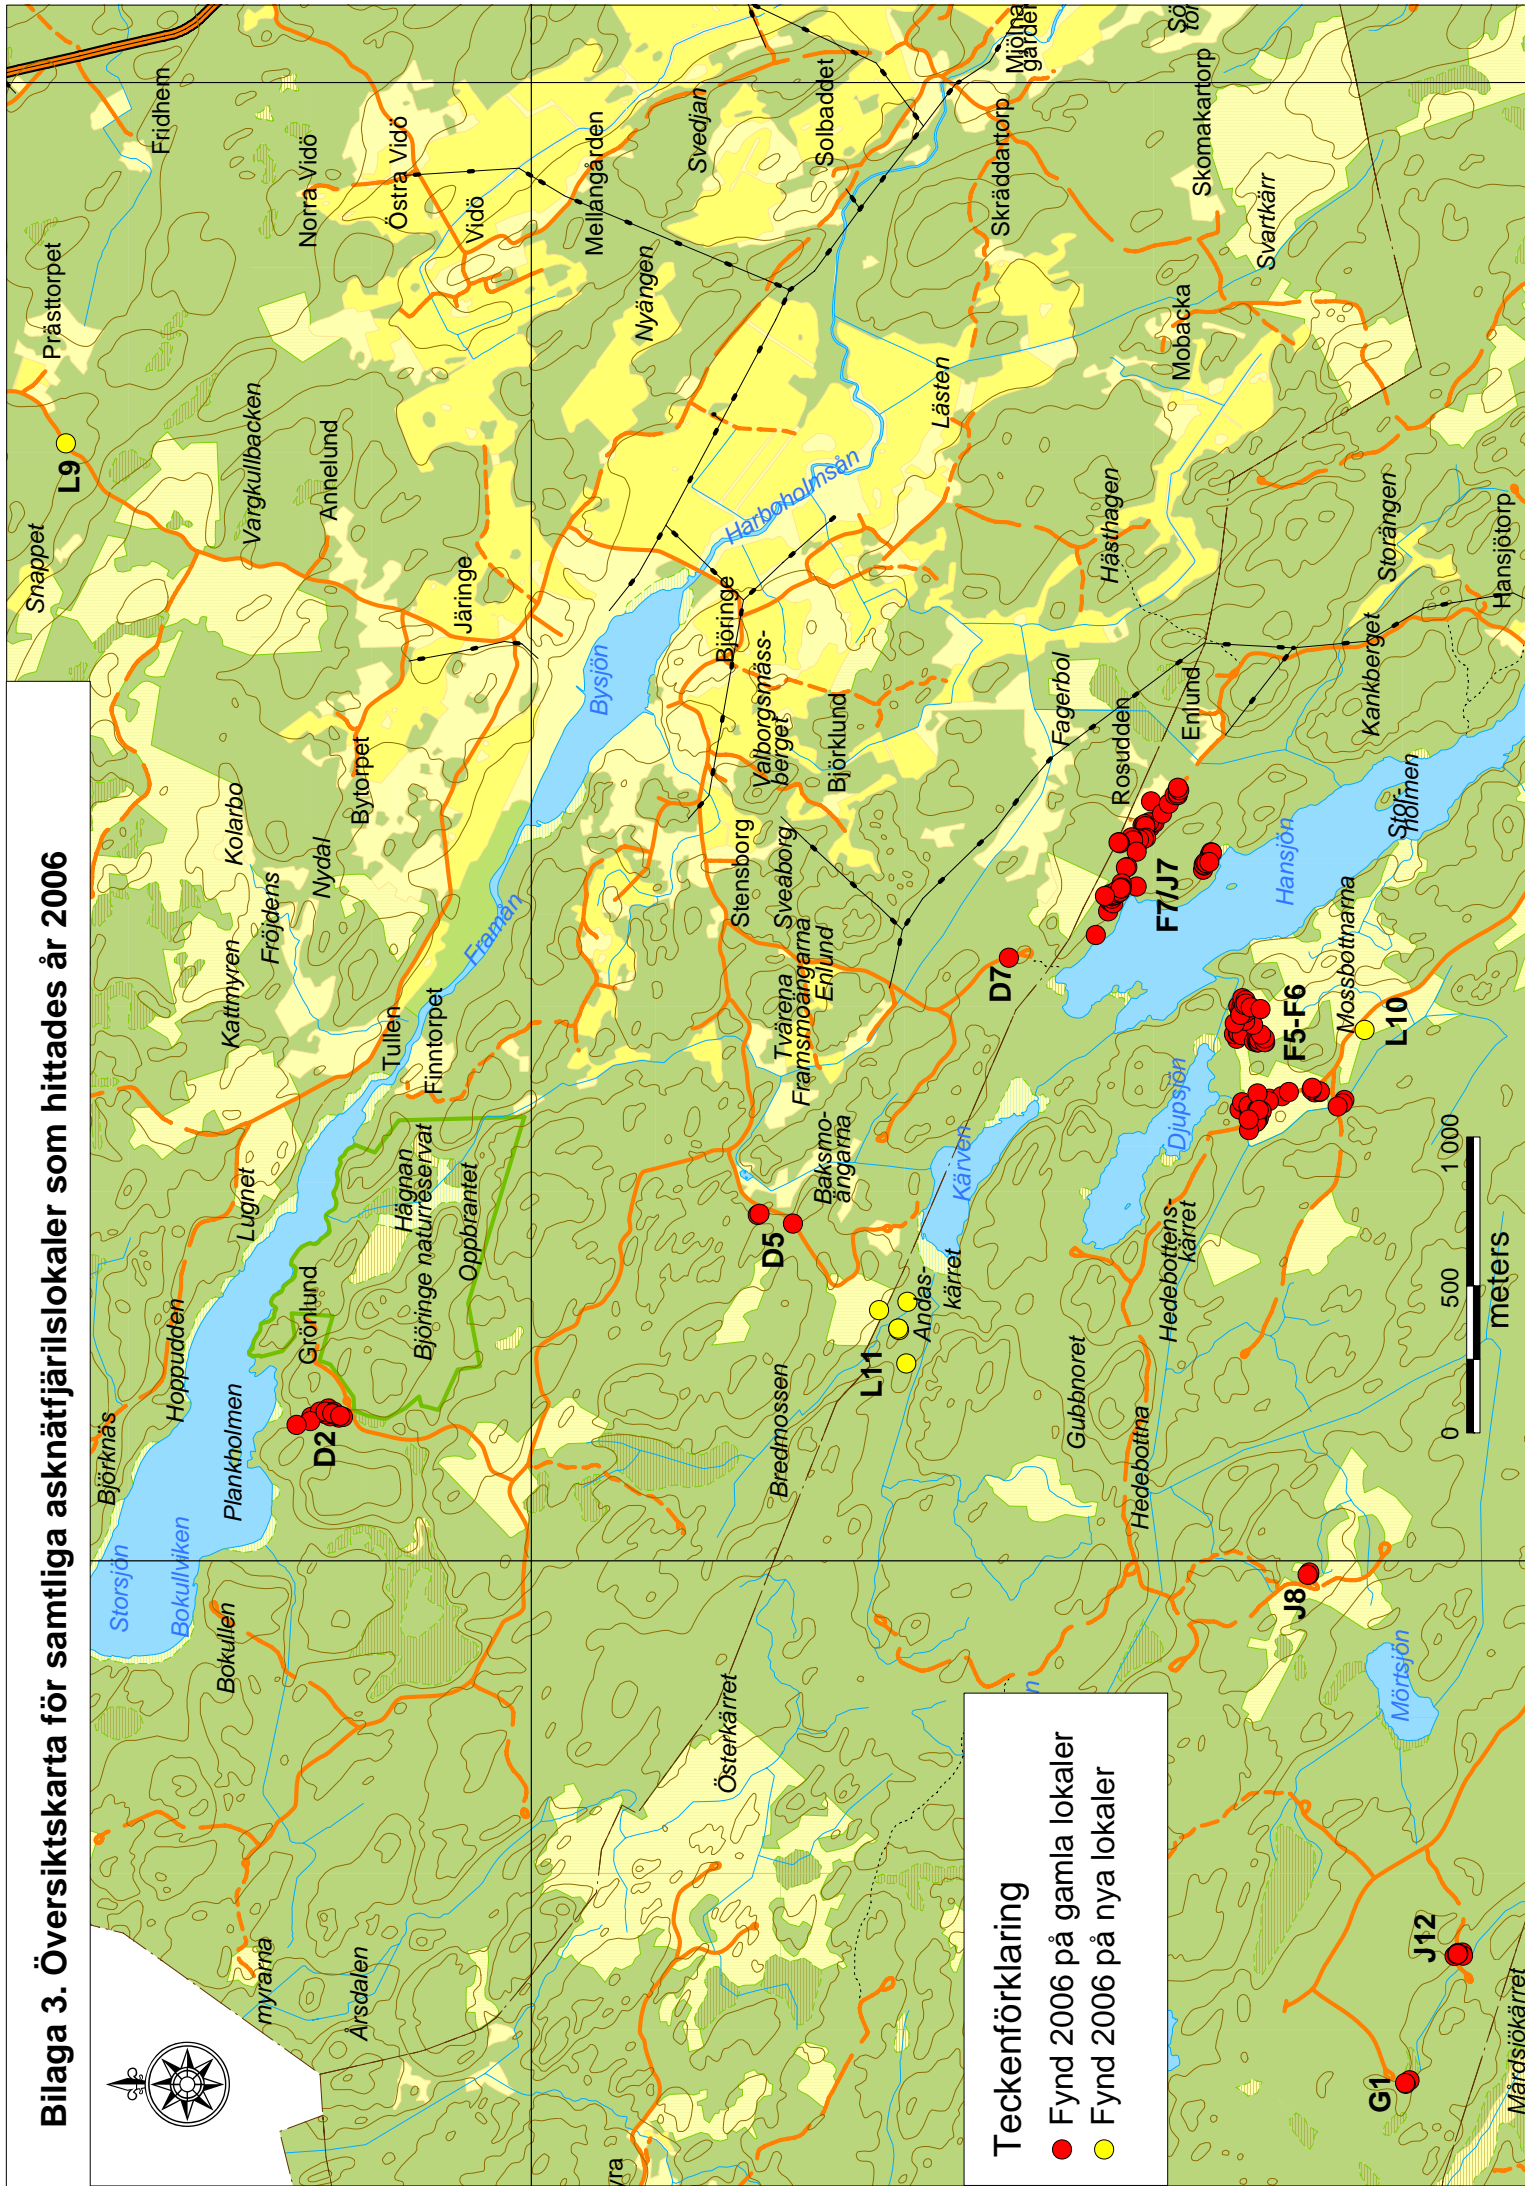 Bilaga 3. Översiktskarta för samtliga asknätfjärilslokaler som hittades år 2006
Storsjön
Bokullviken
Björknäs
Hoppudden
Plankholmen
Lugnet
Bokullen
myrarna
Årsdalen
Grönlund
D2
Hägnan
Björinge naturreservat
Oppbrantet
Kattmyren
Fröjdens
Kolarbo
Nydal
Bytorpet
Tullen
Finntorpet
Framån
Snappet
L9
Prästtorpet
Vargkullbacken
Annelund
Järinge
Fridhem
Norra Vidö
Östra Vidö
Vidö
Mellangården
Svedjan
Nyängen
Solbaddet
Bysjön
Harboholmsån
Björinge
Valborgsmäss-
berget
Björklund
Stensborg
Sveaborg
Tvärena
Framsmoängarna
Enlund
Baksmo-
ängarna
D5
Bredmossen
L11
Andas-
kärret
Kärven
Österkärret
Lästen
Skräddartorp
Skomakartorp
Svartkärr
Mobacka
Hästhagen
Fagerbol
Rosudden
Enlund
D7
F7/J7
Hansjön
Kankberget
Storängen
Hansjötorp
Stor-
holmen
Mossbottnarna
F5-F6
L10
Djupsjön
Hedebottens-
kärret
Gubbnoret
Hedebottna
J8
Mörtsjön
J12
G1
Mårdsjökärret
yra
n
Teckenförklaring
Fynd 2006 på gamla lokaler
Fynd 2006 på nya lokaler
0 500 1 000
meters